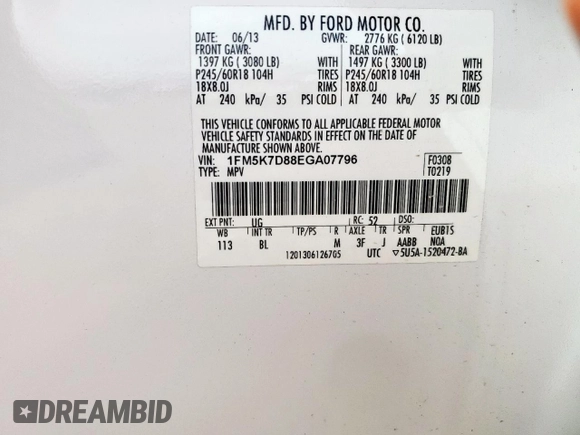 MFD. BY FORD MOTOR CO.
DATE: 06/13 GVWR: 2776 KG ( 6120 LB)
FRONT GAWR: REAR GAWR:
1397 KG ( 3080 LB) WITH 1497 KG ( 3300 LB) WITH
P245/60R18 104H TIRES P245/60R18 104H TIRES
18X8.0J RIMS 18X8.0J RIMS
AT 240 kPa/ 35 PSI COLD AT 240 kPa/ 35 PSI COLD
THIS VEHICLE CONFORMS TO ALL APPLICABLE FEDERAL MOTOR
VEHICLE SAFETY STANDARDS IN EFFECT ON THE DATE OF
MANUFACTURE SHOWN ABOVE.
VIN: 1FM5K7D88EGA07796 F0308
TYPE: MPV T0219
EXT PNT: UG RC: 52 DSO:
WB INT TR TP/PS R AXLE TR SPR EUB15
113 BL M 3F J AABB NOA
1201306126705 UTC ▽5U5A-1520472-BA
DREAMBID